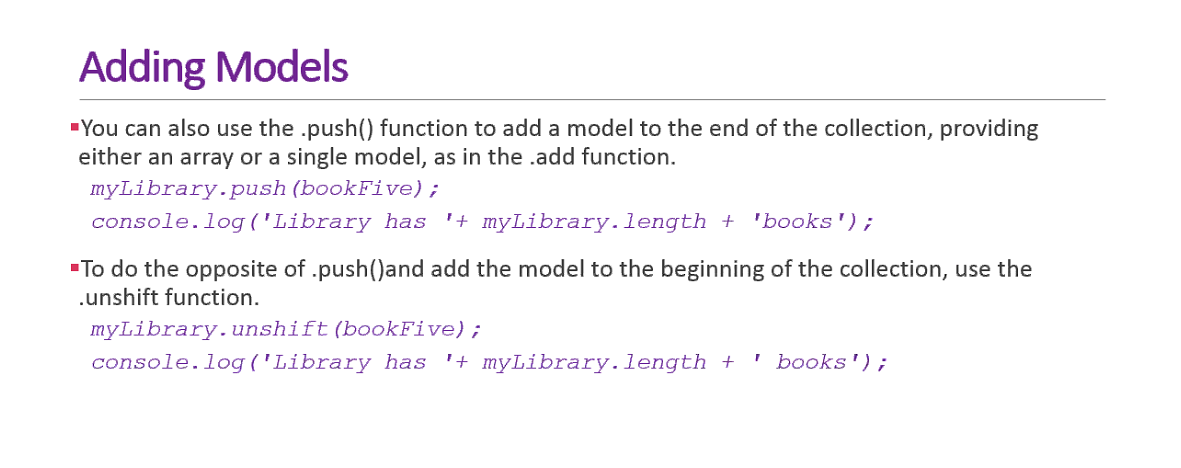 Adding Models
▪You can also use the .push() function to add a model to the end of the collection, providing
either an array or a single model, as in the .add function.
myLibrary.push(bookFive);
console.log('Library has '+ myLibrary.length + 'books');
▪To do the opposite of .push()and add the model to the beginning of the collection, use the
.unshift function.
myLibrary.unshift(bookFive);
console.log('Library has '+ myLibrary.length + ' books');